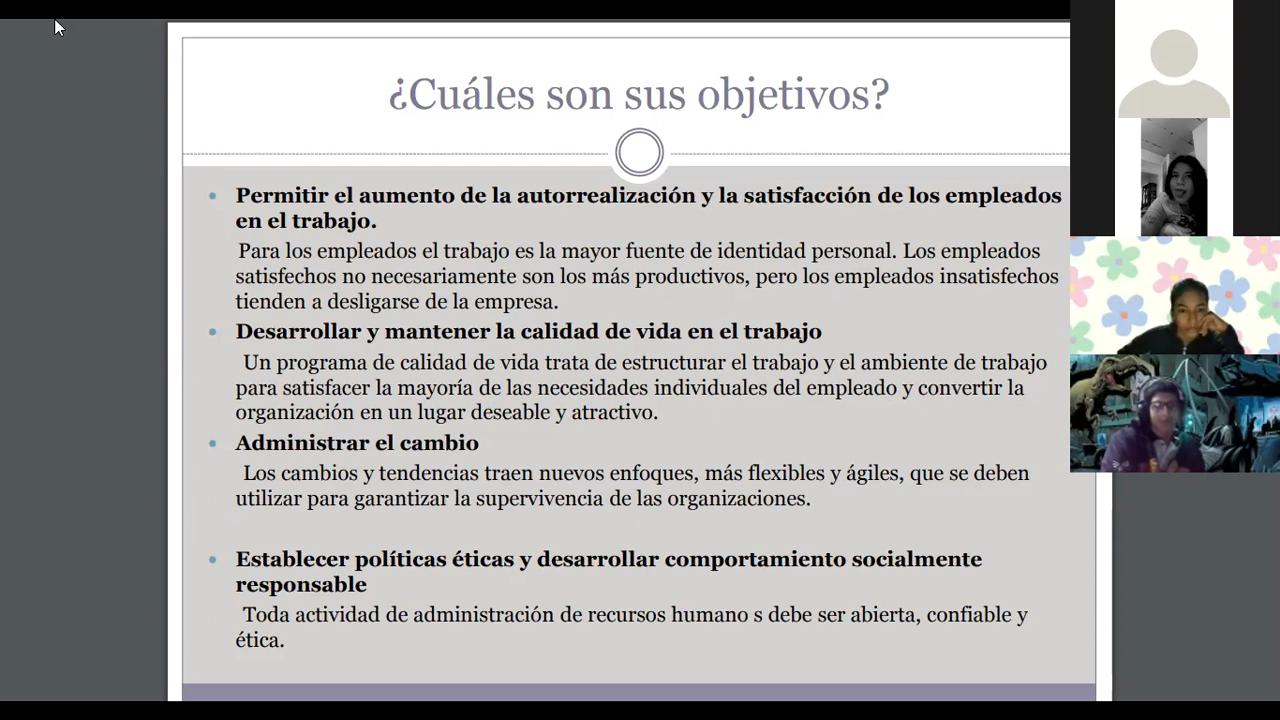 ¿Cuáles son sus objetivos?
• Permitir el aumento de la autorrealización y la satisfacción de los empleados
en el trabajo.
Para los empleados el trabajo es la mayor fuente de identidad personal. Los empleados
satisfechos no necesariamente son los más productivos, pero los empleados insatisfechos
tienden a desligarse de la empresa.
• Desarrollar y mantener la calidad de vida en el trabajo
Un programa de calidad de vida trata de estructurar el trabajo y el ambiente de trabajo
para satisfacer la mayoría de las necesidades individuales del empleado y convertir la
organización en un lugar deseable y atractivo.
• Administrar el cambio
Los cambios y tendencias traen nuevos enfoques, más flexibles y ágiles, que se deben
utilizar para garantizar la supervivencia de las organizaciones.
• Establecer políticas éticas y desarrollar comportamiento socialmente
responsable
Toda actividad de administración de recursos humano s debe ser abierta, confiable y
ética.